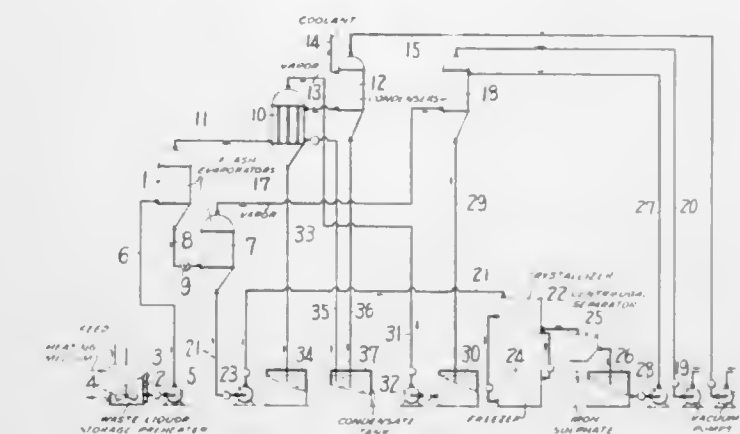 COOLANT
14
15
VAPOR
13
12
CONDENSERS
18
10
11
FLASH
EVAPORATORS
17
VAPOR
7
8
9
6
33
29
27
20
21
CRYSTALLIZER
22
CENTRIFUGAL
SEPARATOR
25
24
26
35
36
31
21
23
34
37
32
30
28
19
FEED
HEATING
MEDIUM
1
3
4
2
5
WASTE LIQUOR
STORAGE PREHEATER
CONDENSATE
TANK
FREEZER
IRON
SULPHATE
VACUUM
PUMPS